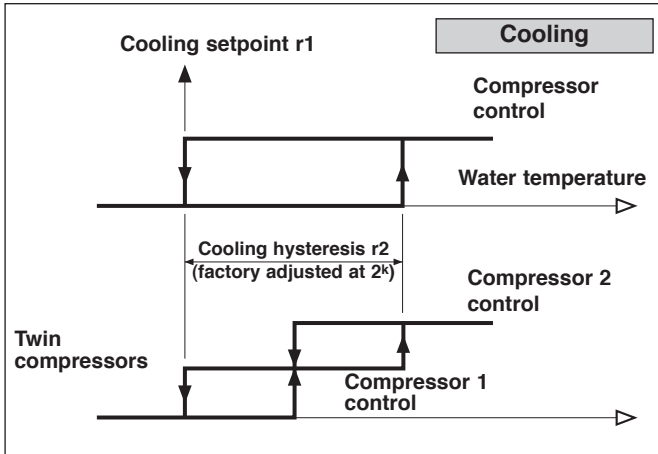 Cooling
Cooling setpoint r1
Compressor
control
Water temperature
Cooling hysteresis r2
(factory adjusted at 2ᵏ)
Compressor 2
control
Twin
compressors
Compressor 1
control